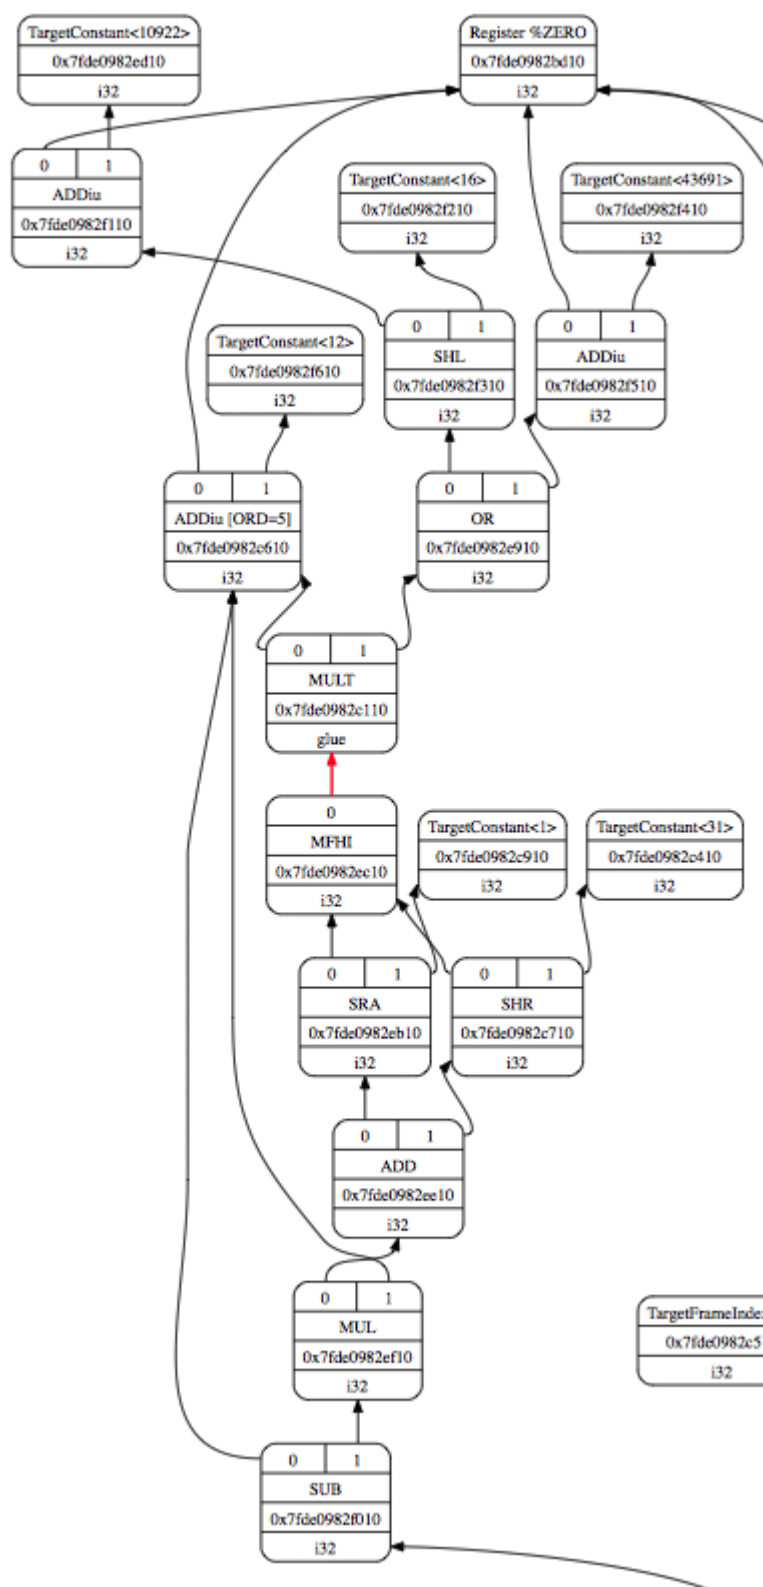 TargetConstant<10922>
0x7fde0982ed10
i32
Register %ZERO
0x7fde0982bd10
i32
0 1
ADDiu
0x7fde0982f110
i32
TargetConstant<16>
0x7fde0982f210
i32
TargetConstant<43691>
0x7fde0982f410
i32
TargetConstant<12>
0x7fde0982f610
i32
0 1
SHL
0x7fde0982f310
i32
0 1
ADDiu
0x7fde0982f510
i32
0 1
ADDiu [ORD=5]
0x7fde0982c610
i32
0 1
OR
0x7fde0982e910
i32
0 1
MULT
0x7fde0982c110
glue
0
MFHI
0x7fde0982ec10
i32
TargetConstant<1>
0x7fde0982c910
i32
TargetConstant<31>
0x7fde0982c410
i32
0 1
SRA
0x7fde0982eb10
i32
0 1
SHR
0x7fde0982c710
i32
0 1
ADD
0x7fde0982ee10
i32
0 1
MUL
0x7fde0982ef10
i32
TargetFrameIndex
0x7fde0982c5
i32
0 1
SUB
0x7fde0982f010
i32